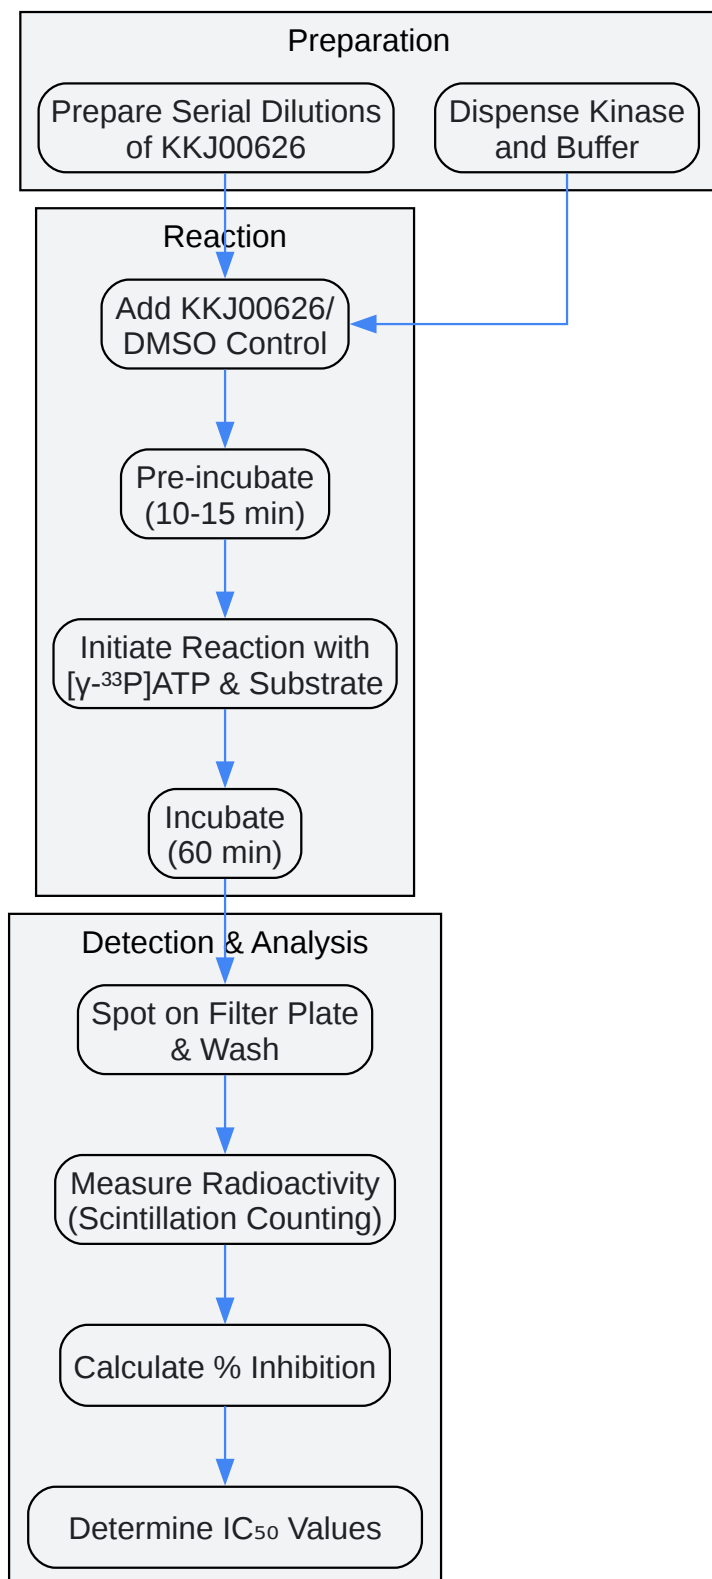 Preparation
Prepare Serial Dilutions
of KKJ00626
Dispense Kinase
and Buffer
Reaction
Add KKJ00626/
DMSO Control
Pre-incubate
(10-15 min)
Initiate Reaction with
[γ-³³P]ATP & Substrate
Incubate
(60 min)
Detection & Analysis
Spot on Filter Plate
& Wash
Measure Radioactivity
(Scintillation Counting)
Calculate % Inhibition
Determine IC₅₀ Values